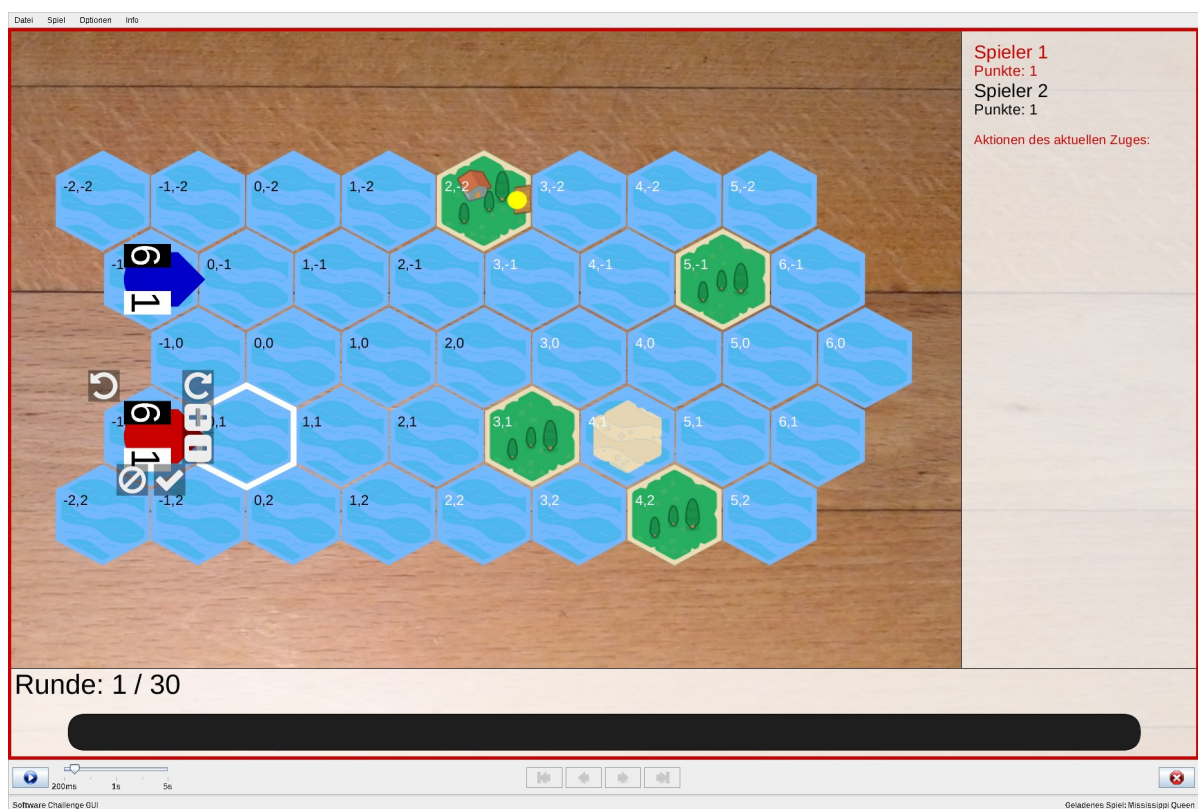 Datei Spiel Optionen Info
Spieler 1
Punkte: 1
Spieler 2
Punkte: 1
Aktionen des aktuellen Zuges:
-2,-2 -1,-2 0,-2 1,-2 2,-2 3,-2 4,-2 5,-2
6 1
0,-1 1,-1 2,-1 3,-1 4,-1 5,-1 6,-1
-1,0 0,0 1,0 2,0 3,0 4,0 5,0 6,0
6 1
1,1 2,1 3,1 4,1 5,1 6,1
-2,2 -1,2 0,2 1,2 2,2 3,2 4,2 5,2
Runde: 1 / 30
200ms 1s 5s
Software Challenge GUI
Geladenes Spiel: Mississippi Queen